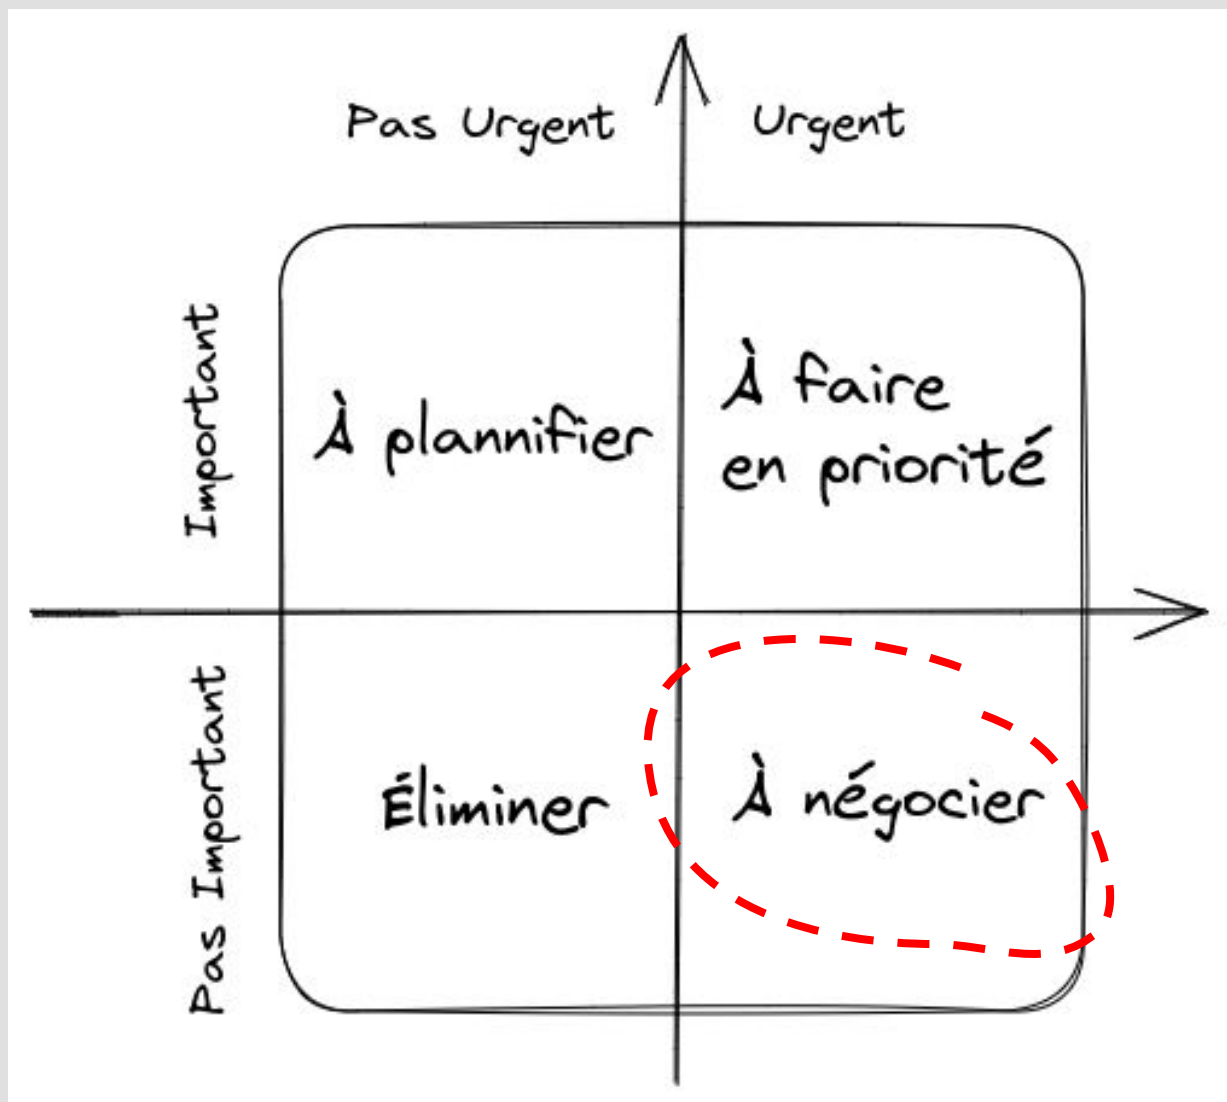 Pas Urgent
Urgent
Important
À plannifier
À faire
en priorité
Pas Important
Éliminer
À négocier